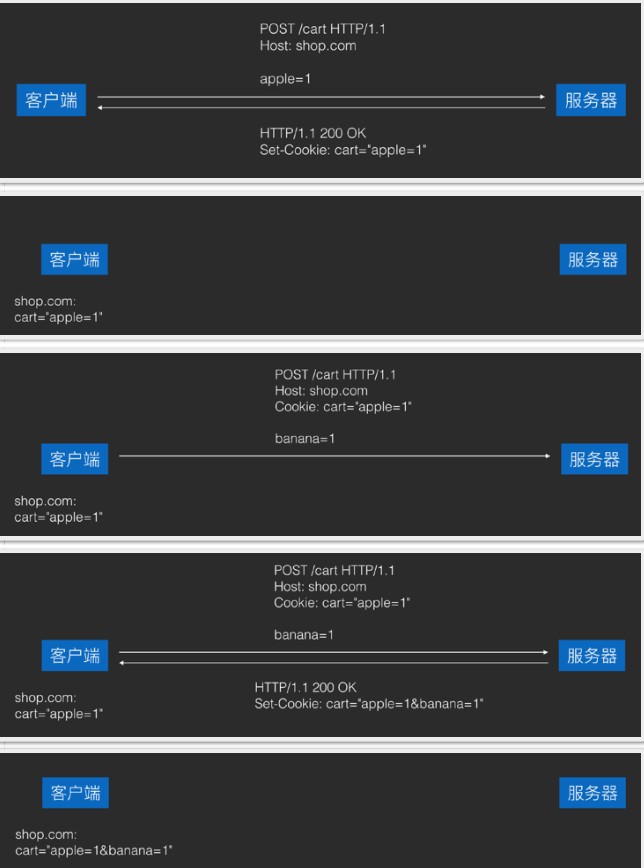 POST /cart HTTP/1.1
Host: shop.com
apple=1
客户端
服务器
HTTP/1.1 200 OK
Set-Cookie: cart="apple=1"
客户端
服务器
shop.com:
cart="apple=1"
POST /cart HTTP/1.1
Host: shop.com
Cookie: cart="apple=1"
banana=1
客户端
服务器
shop.com:
cart="apple=1"
POST /cart HTTP/1.1
Host: shop.com
Cookie: cart="apple=1"
banana=1
客户端
服务器
HTTP/1.1 200 OK
Set-Cookie: cart="apple=1&banana=1"
shop.com:
cart="apple=1"
客户端
服务器
shop.com:
cart="apple=1&banana=1"